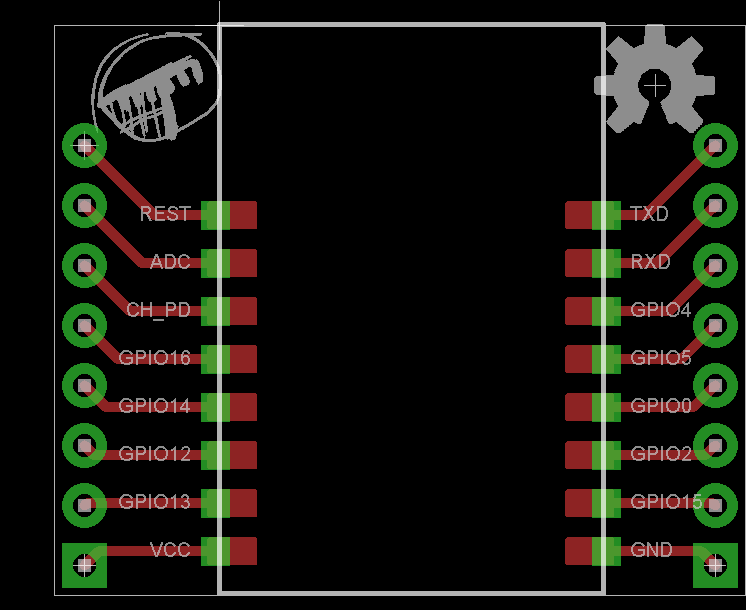 REST TXD
ADC RXD
CH_PD GPIO4
GPIO16 GPIO5
GPIO14 GPIO0
GPIO12 GPIO2
GPIO13 GPIO15
VCC GND